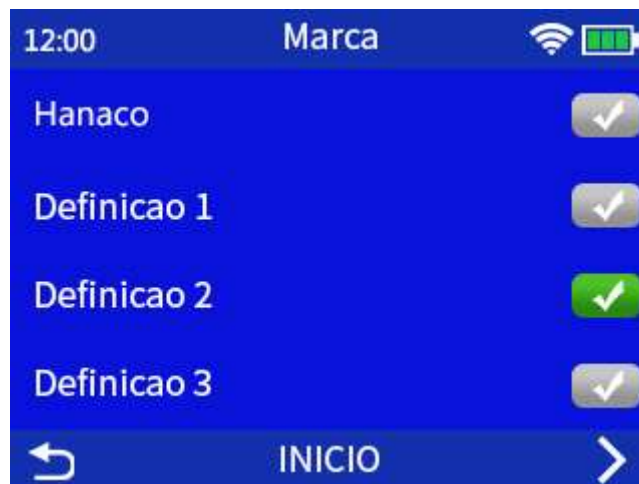 12:00 Marca
Hanaco
Definicao 1
Definicao 2
Definicao 3
INICIO